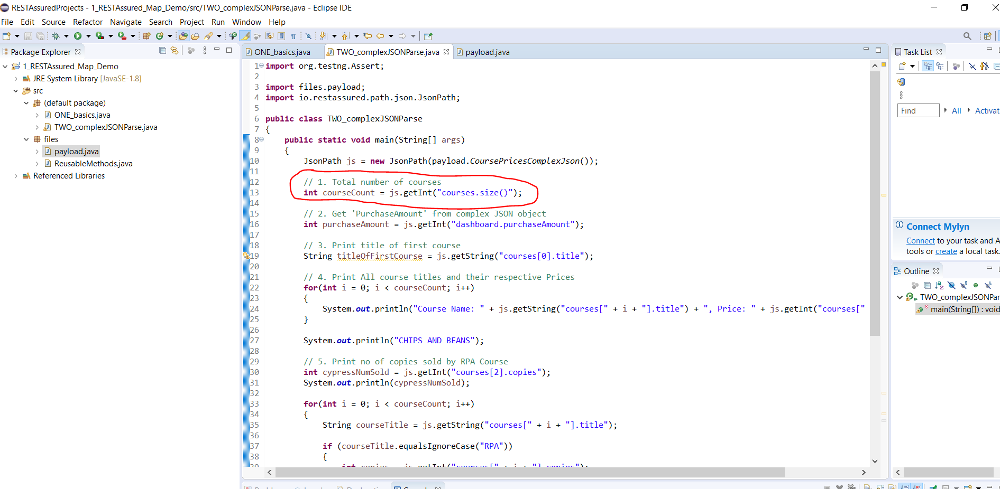 RESTAssuredProjects - 1_RESTAssured_Map_Demo/src/TWO_complexJSONParse.java - Eclipse IDE
File Edit Source Refactor Navigate Search Project Run Window Help
Package Explorer
1_RESTAssured_Map_Demo
JRE System Library [JavaSE-1.8]
src
(default package)
ONE_basics.java
TWO_complexJSONParse.java
files
payload.java
ReusableMethods.java
Referenced Libraries
ONE_basics.java TWO_complexJSONParse.java payload.java
1 import org.testng.Assert;
2
3 import files.payload;
4 import io.restassured.path.json.JsonPath;
5
6 public class TWO_complexJSONParse
7 {
8 public static void main(String[] args)
9 {
10 JsonPath js = new JsonPath(payload.CoursePricesComplexJson());
11
12 // 1. Total number of courses
13 int courseCount = js.getInt("courses.size()");
14
15 // 2. Get 'PurchaseAmount' from complex JSON object
16 int purchaseAmount = js.getInt("dashboard.purchaseAmount");
17
18 // 3. Print title of first course
19 String titleOfFirstCourse = js.getString("courses[0].title");
20
21 // 4. Print All course titles and their respective Prices
22 for(int i = 0; i < courseCount; i++)
23 {
24 System.out.println("Course Name: " + js.getString("courses[" + i + "].title") + ", Price: " + js.getInt("courses["
25 }
26
27 System.out.println("CHIPS AND BEANS");
28
29 // 5. Print no of copies sold by RPA Course
30 int cypressNumSold = js.getInt("courses[2].copies");
31 System.out.println(cypressNumSold);
32
33 for(int i = 0; i < courseCount; i++)
34 {
35 String courseTitle = js.getString("courses[" + i + "].title");
36
37 if (courseTitle.equalsIgnoreCase("RPA"))
38 {
Task List
Find All Activat
Connect Mylyn
Connect to your task and A
tools or create a local task.
Outline
TWO_complexJSONPar
main(String[]) : void